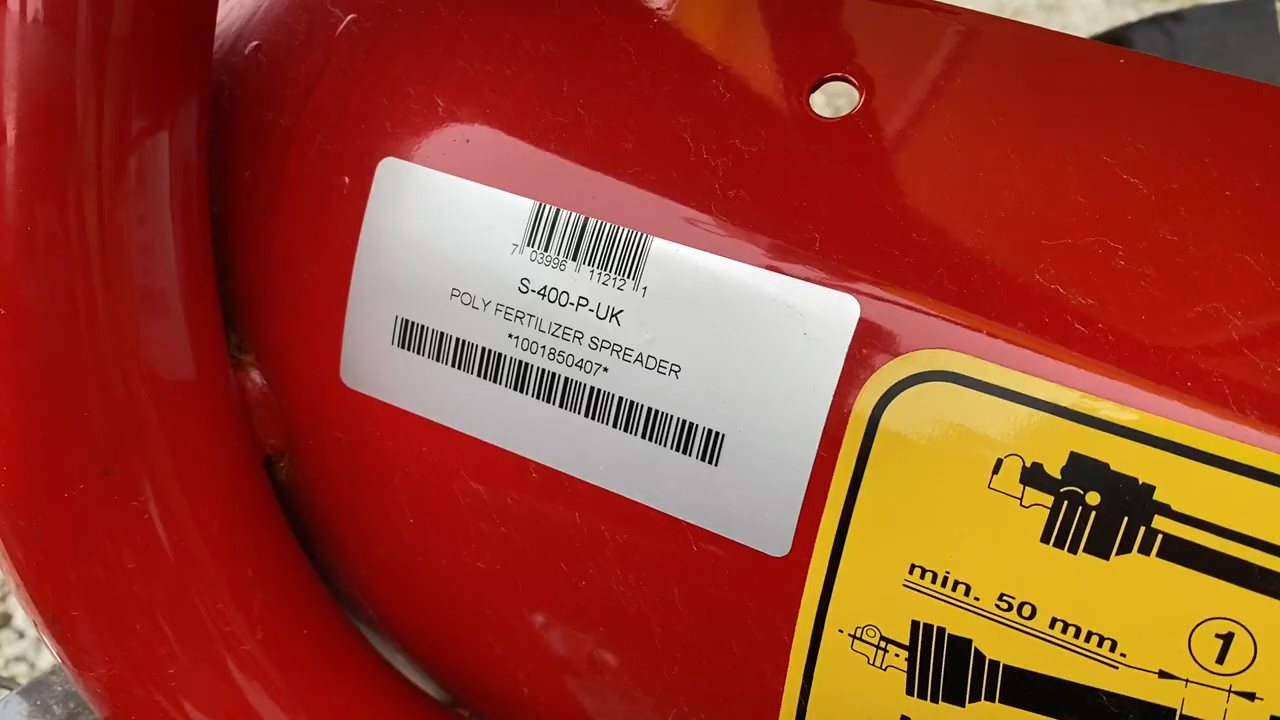 7 03996 11212 1
S-400-P-UK
POLY FERTILIZER SPREADER
*1001850407*
min. 50 mm.
1